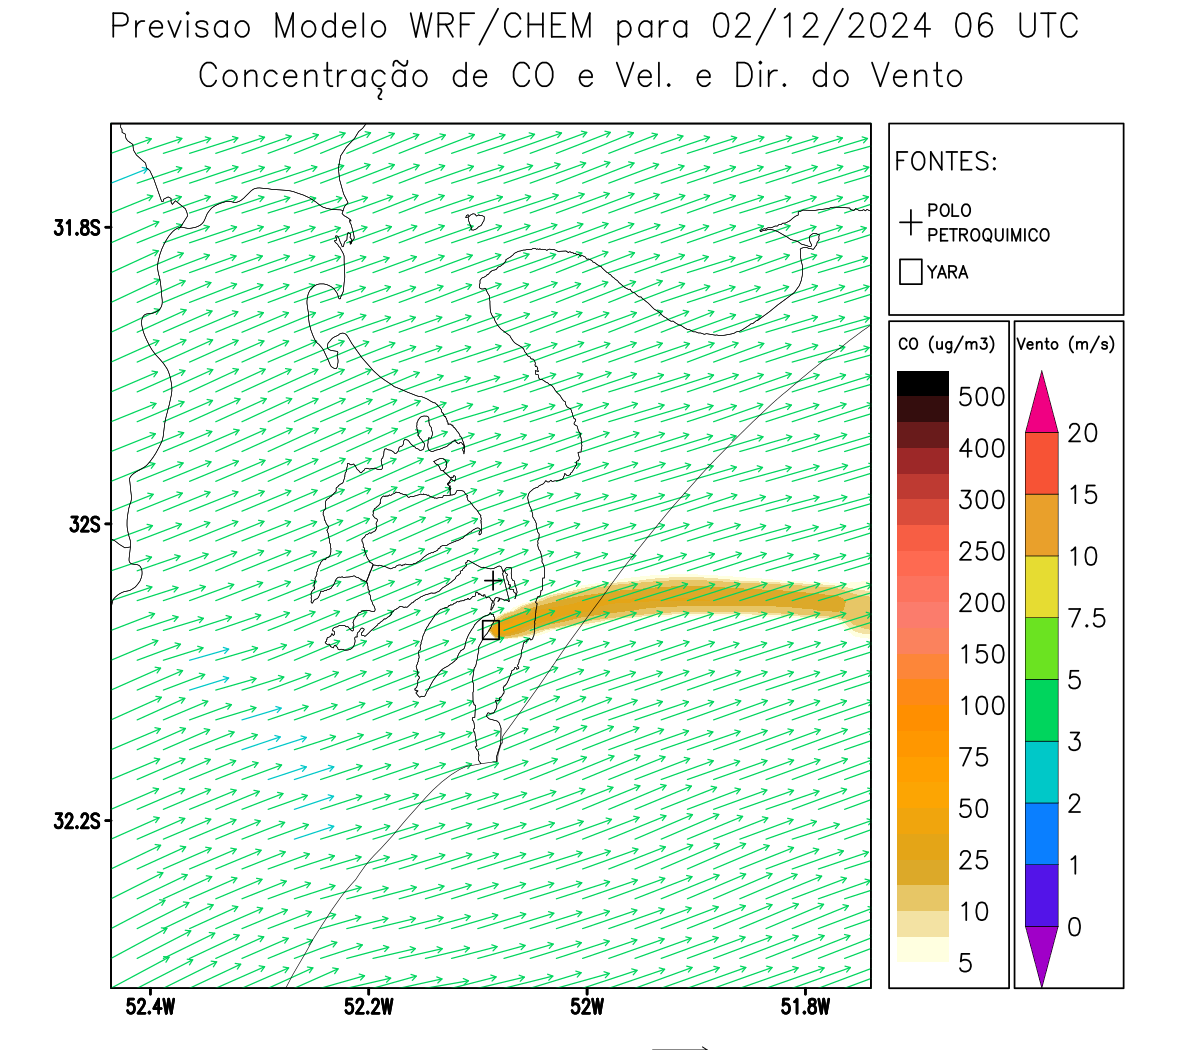 Previsao Modelo WRF/CHEM para 02/12/2024 06 UTC
Concentração de CO e Vel. e Dir. do Vento
FONTES:
POLO
PETROQUIMICO
YARA
CO (ug/m3)
500
400
300
250
200
150
100
75
50
25
10
5
Vento (m/s)
20
15
10
7.5
5
3
2
1
0
31.8S
32S
32.2S
52.4W
52.2W
52W
51.8W